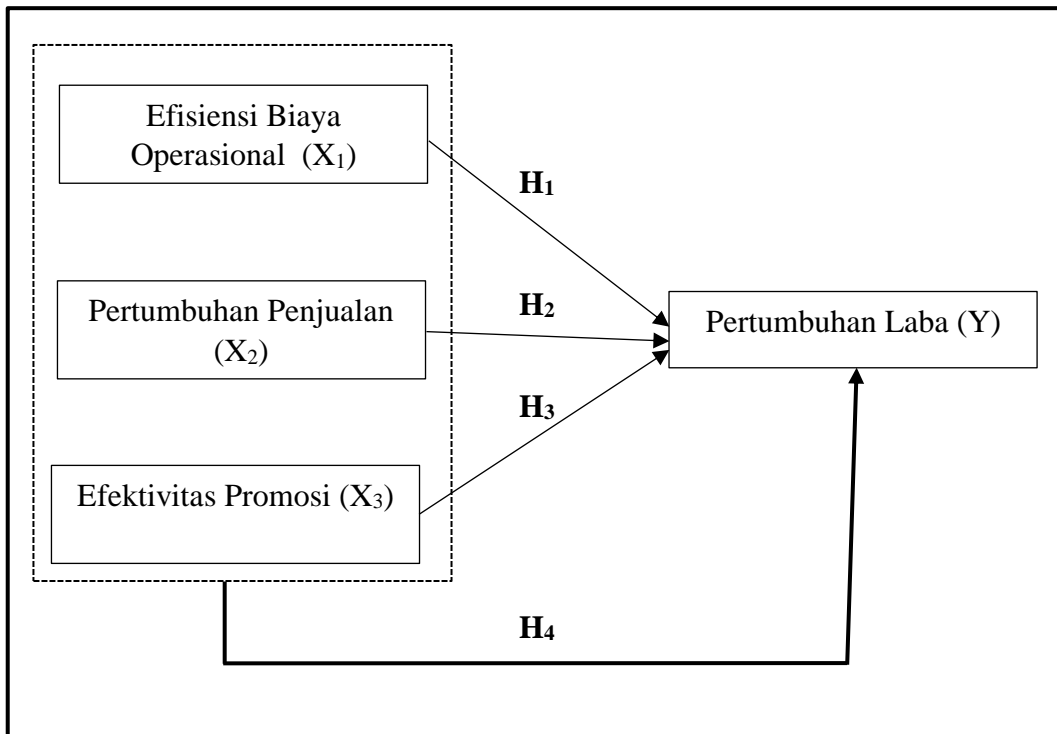 Efisiensi Biaya
Operasional (X₁)
H₁
Pertumbuhan Penjualan
(X₂)
H₂
Pertumbuhan Laba (Y)
H₃
Efektivitas Promosi (X₃)
H₄